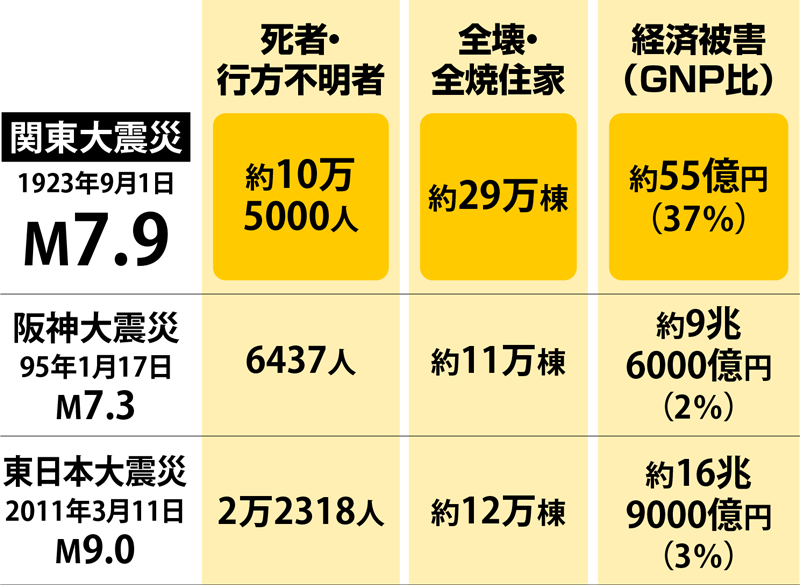 死者・
行方不明者
全壊・
全焼住家
経済被害
（GNP比）
関東大震災
1923年9月1日
M7.9
約10万
5000人
約29万棟
約55億円
（37％）
阪神大震災
95年1月17日
M7.3
6437人
約11万棟
約9兆
6000億円
（2％）
東日本大震災
2011年3月11日
M9.0
2万2318人
約12万棟
約16兆
9000億円
（3％）